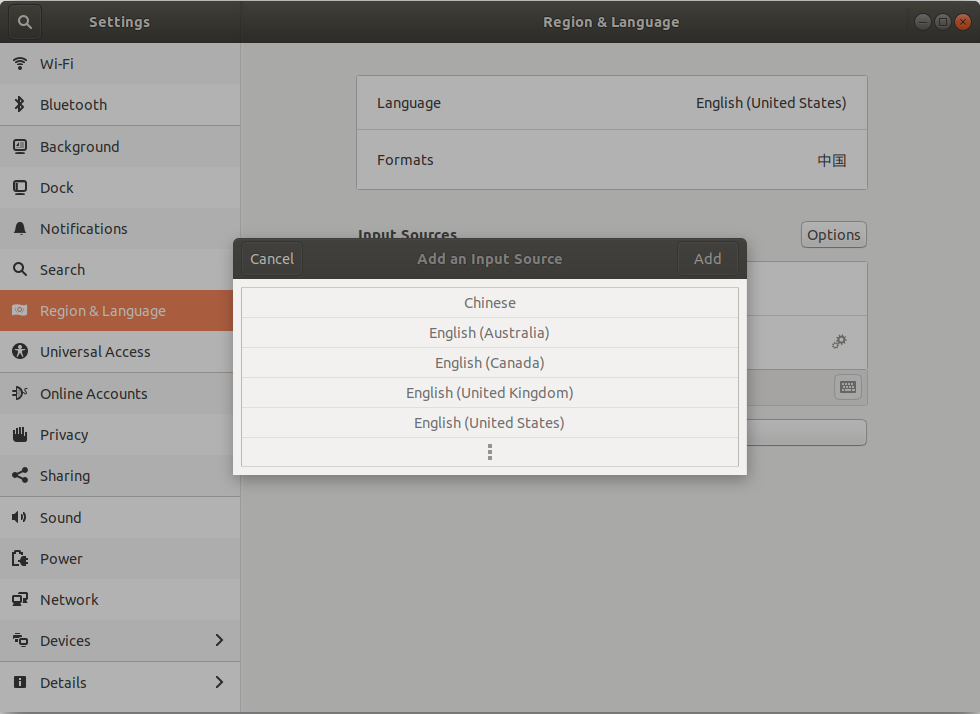 Settings
Region & Language
Wi-Fi
Bluetooth
Background
Dock
Notifications
Search
Region & Language
Universal Access
Online Accounts
Privacy
Sharing
Sound
Power
Network
Devices
Details
Language English (United States)
Formats 中国
Input Sources Options
Cancel Add an Input Source Add
Chinese
English (Australia)
English (Canada)
English (United Kingdom)
English (United States)